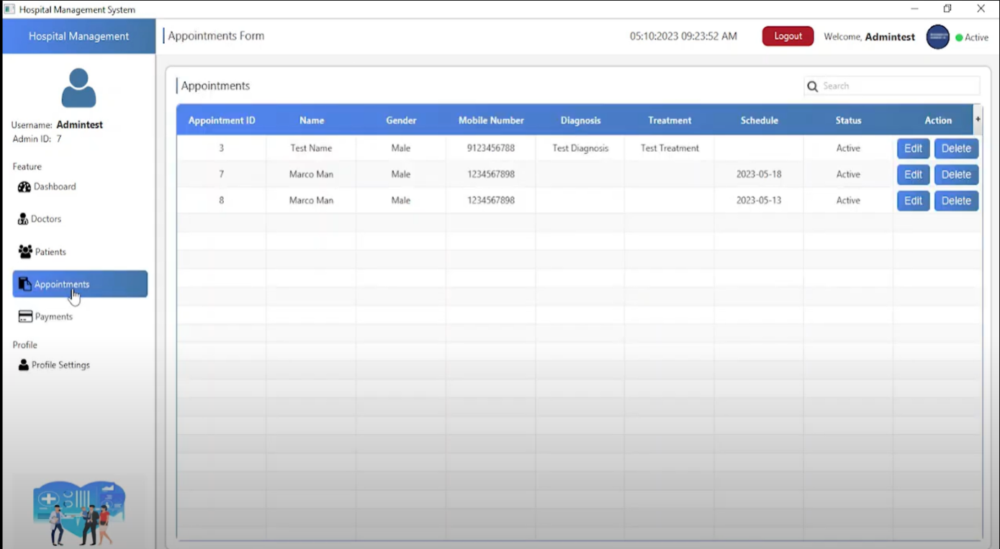 Hospital Management System
Hospital Management
Appointments Form
05:10:2023 09:23:52 AM
Logout
Welcome, Admintest
Active
Username: Admintest
Admin ID: 7
Feature
Dashboard
Doctors
Patients
Appointments
Payments
Profile
Profile Settings
Appointments
Search
Appointment ID Name Gender Mobile Number Diagnosis Treatment Schedule Status Action +
3 Test Name Male 9123456788 Test Diagnosis Test Treatment Active Edit Delete
7 Marco Man Male 1234567898 2023-05-18 Active Edit Delete
8 Marco Man Male 1234567898 2023-05-13 Active Edit Delete